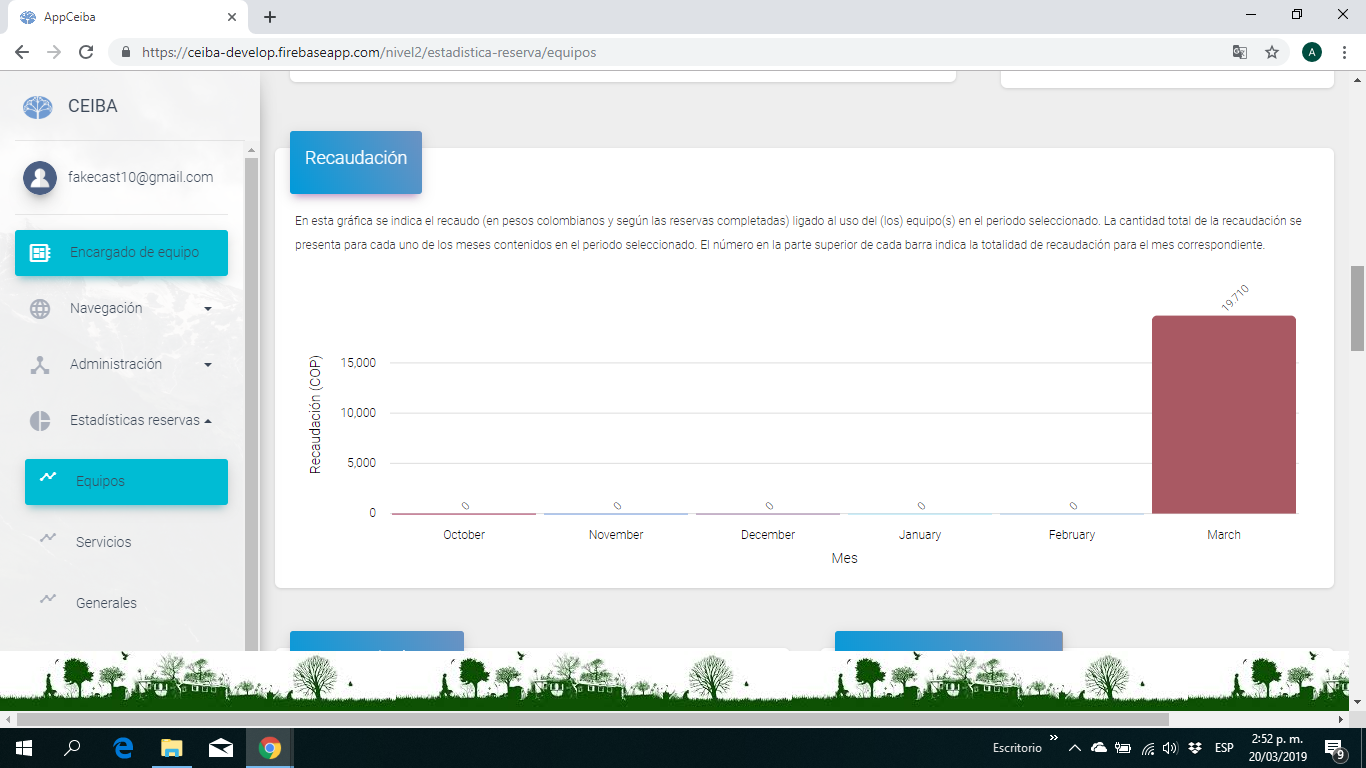 AppCeiba
https://ceiba-develop.firebaseapp.com/nivel2/estadistica-reserva/equipos
A
CEIBA
fakecast10@gmail.com
Encargado de equipo
Navegación
Administración
Estadísticas reservas
Equipos
Servicios
Generales
Recaudación
En esta gráfica se indica el recaudo (en pesos colombianos y según las reservas completadas) ligado al uso del (los) equipo(s) en el periodo seleccionado. La cantidad total de la recaudación se
presenta para cada uno de los meses contenidos en el periodo seleccionado. El número en la parte superior de cada barra indica la totalidad de recaudación para el mes correspondiente.
19.710
Recaudación (COP)
15,000
10,000
5,000
0
0 0 0 0 0
October November December January February March
Mes
Escritorio
ESP
2:52 p. m.
20/03/2019
9